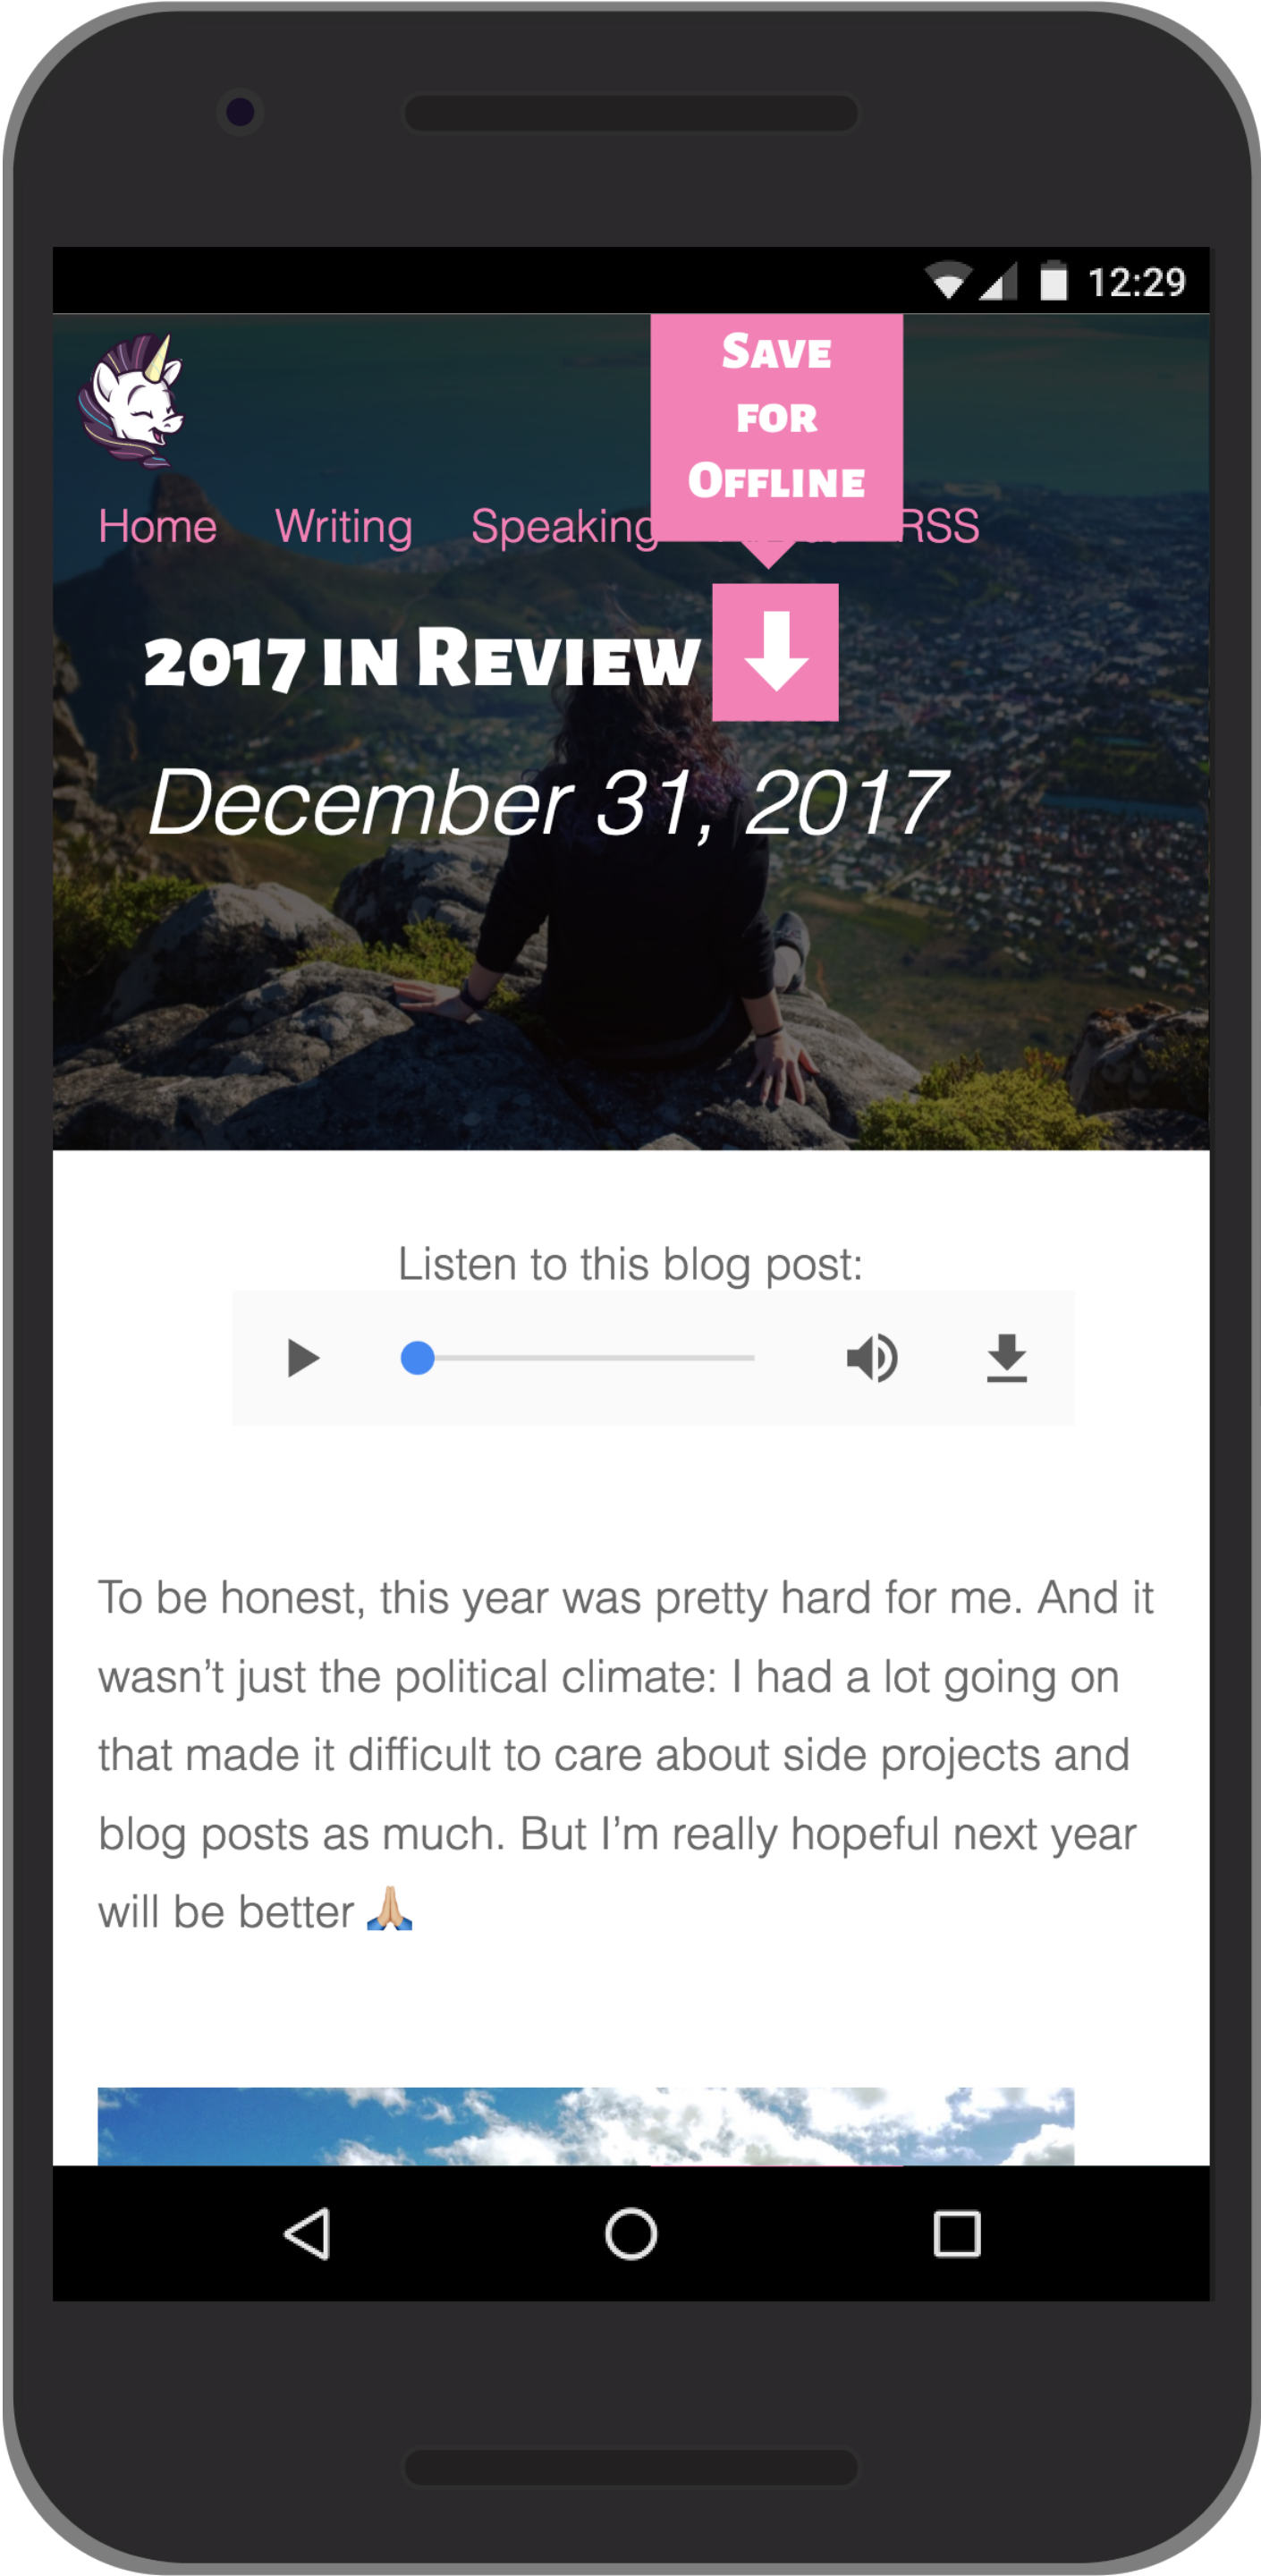 12:29
Save
for
Offline
Home Writing Speaking RSS
2017 in Review
December 31, 2017
Listen to this blog post:
To be honest, this year was pretty hard for me. And it
wasn’t just the political climate: I had a lot going on
that made it difficult to care about side projects and
blog posts as much. But I’m really hopeful next year
will be better 🙏🏼